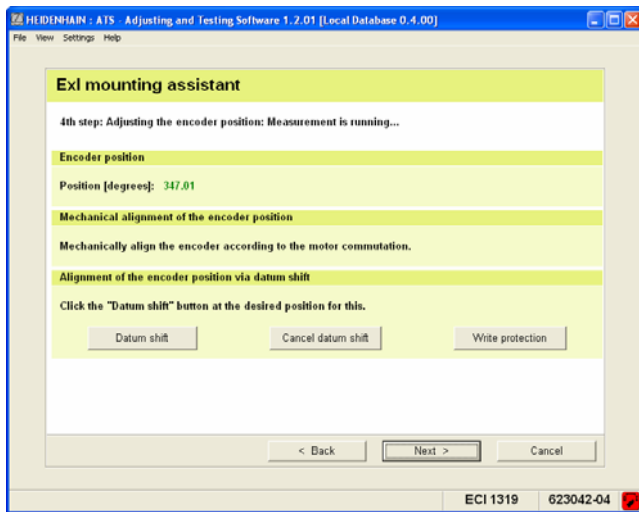 HEIDENHAIN : ATS - Adjusting and Testing Software 1.2.01 [Local Database 0.4.00]
File View Settings Help
ExI mounting assistant
4th step: Adjusting the encoder position: Measurement is running...
Encoder position
Position [degrees]: 347.01
Mechanical alignment of the encoder position
Mechanically align the encoder according to the motor commutation.
Alignment of the encoder position via datum shift
Click the "Datum shift" button at the desired position for this.
Datum shift Cancel datum shift Write protection
< Back Next > Cancel
ECI 1319 623042-04